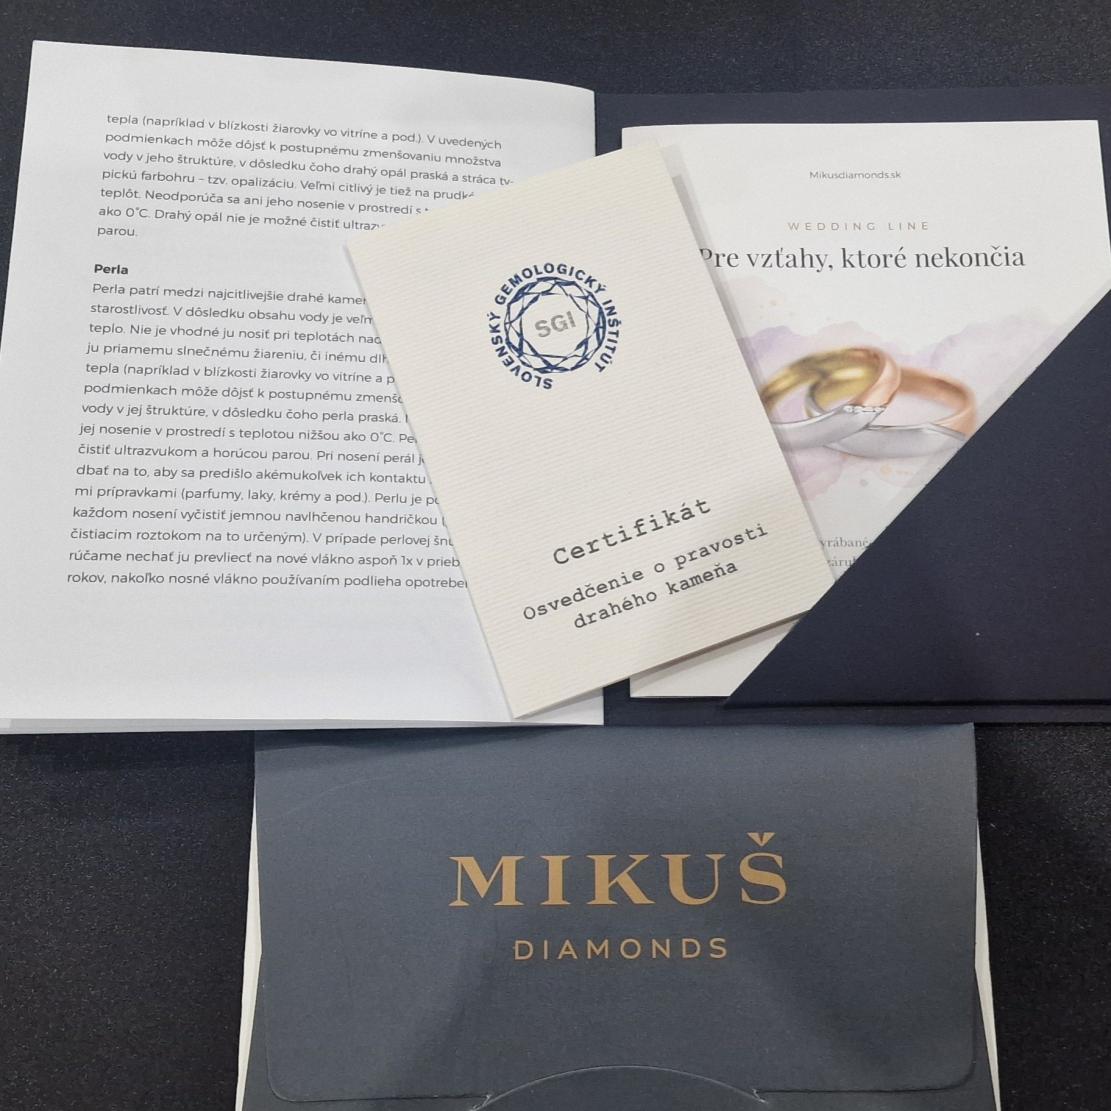 tepla (napríklad v blízkosti žiarovky vo vitríne a pod.). V uvedených
podmienkach môže dôjsť k postupnému zmenšovaniu množstva
vody v jeho štruktúre, v dôsledku čoho drahý opál praská a stráca ty-
pickú farbohru – tzv. opalizáciu. Veľmi citlivý je tiež na prudké
teplôt. Neodporúča sa ani jeho nosenie v prostredí s
ako 0°C. Drahý opál nie je možné čistiť
parou.
Perla
Perla patrí medzi najcitlivejšie drahé
starostlivosť. V dôsledku obsahu vody je
teplo. Nie je vhodné ju nosiť pri teplotách
ju priamemu slnečnému žiareniu, či inému
tepla (napríklad v blízkosti žiarovky vo vitríne a
podmienkach môže dôjsť k postupnému
vody v jej štruktúre, v dôsledku čoho perla praská.
jej nosenie v prostredí s teplotou nižšou ako 0°C.
čistiť ultrazvukom a horúcou parou. Pri nosení perál
dbať na to, aby sa predišlo akémukoľvek ich kontaktu
mi prípravkami (parfumy, laky, krémy a pod.). Perlu je
každom nosení vyčistiť jemnou navlhčenou handričkou
čistiacim roztokom na to určeným). V prípade perlovej
rúčame nechať ju prevliecť na nové vlákno aspoň 1x v
rokov, nakoľko nosné vlákno používaním podlieha
SLOVENSKÝ GEMOLOGICKÝ INŠTITÚT
SGI
Certifikát
Osvedčenie o pravosti
drahého kameňa
Mikusdiamonds.sk
WEDDING LINE
Pre vzťahy, ktoré nekončia
MIKUŠ
DIAMONDS